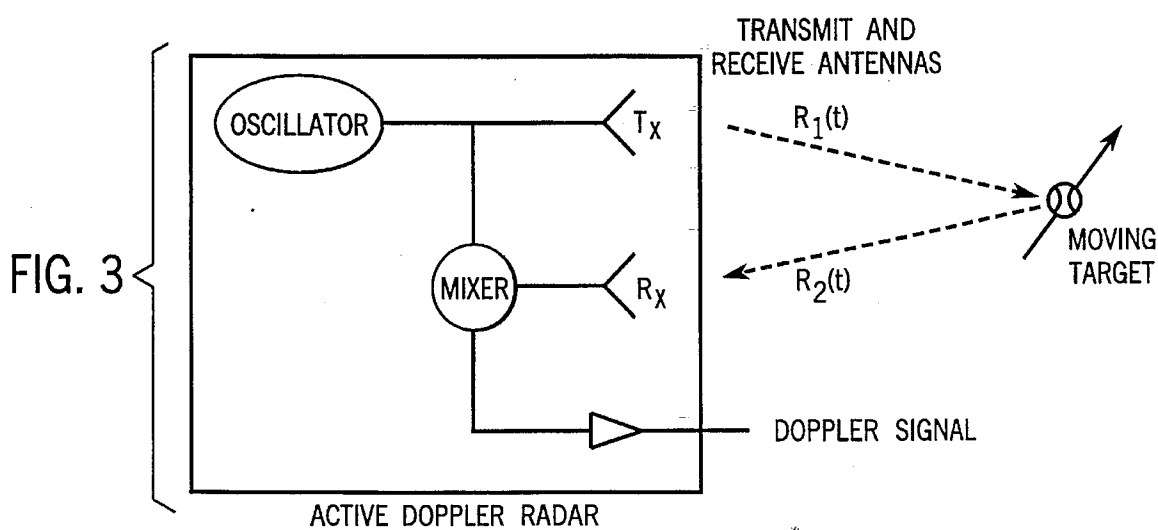 TRANSMIT AND
RECEIVE ANTENNAS
OSCILLATOR
TX
R1(t)
FIG. 3
MIXER
RX
R2(t)
MOVING
TARGET
DOPPLER SIGNAL
ACTIVE DOPPLER RADAR